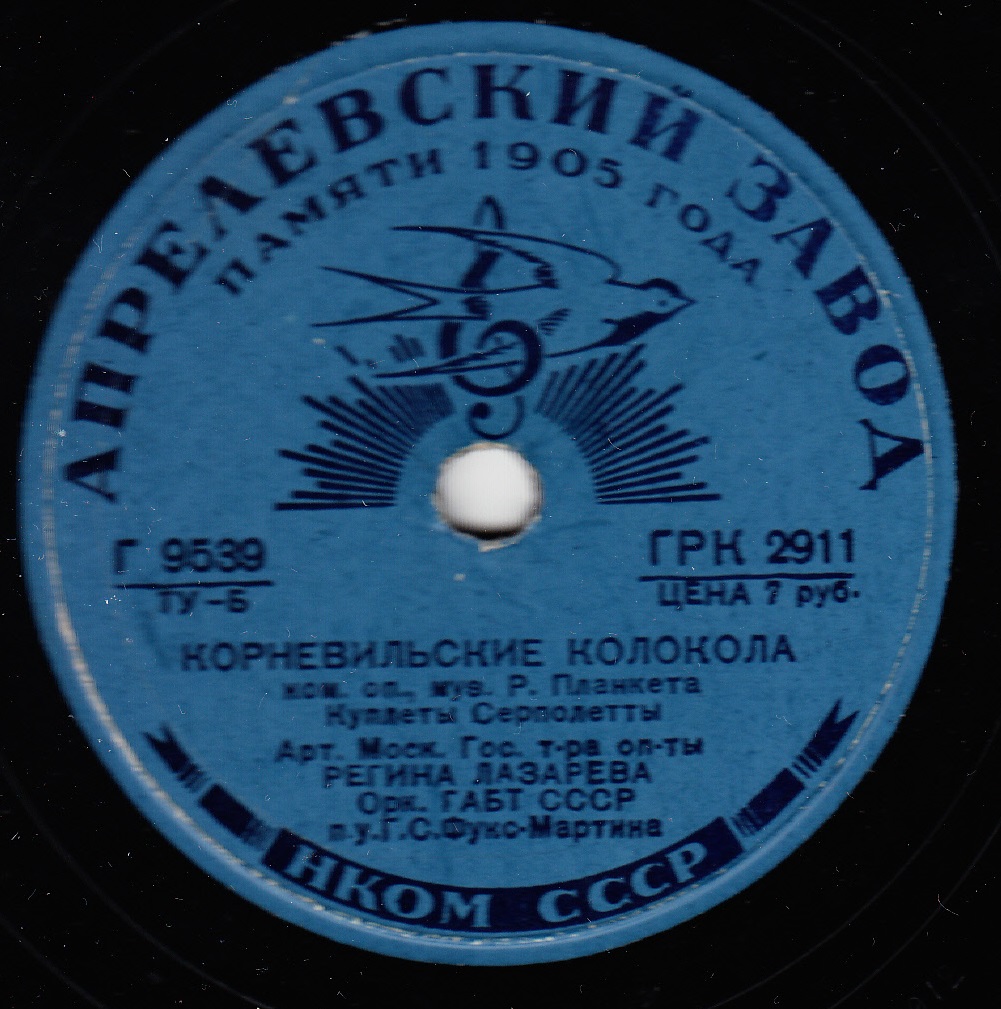 АПРЕЛЕВСКИЙ ЗАВОД
ПАМЯТИ 1905 ГОДА
Г 9539
ТУ-Б
ГРК 2911
ЦЕНА 7 руб.
КОРНЕВИЛЬСКИЕ КОЛОКОЛА
ком. оп., муз. Р. Планкета
Куплеты Серполетты
Арт. Моск. Гос. т-ра оп-ты
РЕГИНА ЛАЗАРЕВА
Орк. ГАБТ СССР
п.у.Г.С.Фукс-Мартина
НКОМ СССР